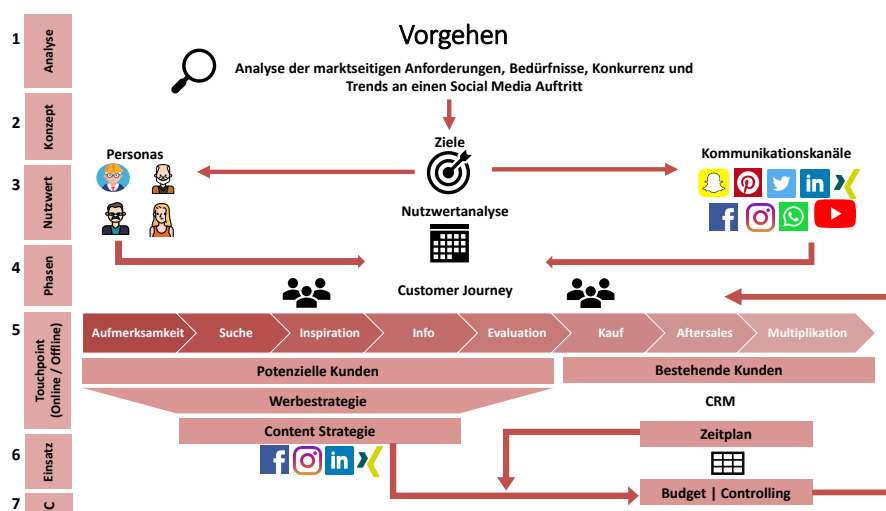 Vorgehen
Analyse der marktseitigen Anforderungen, Bedürfnisse, Konkurrenz und
Trends an einen Social Media Auftritt
1
Analyse
2
Konzept
3
Nutzwert
4
Phasen
5
Touchpoint
(Online / Offline)
6
Einsatz
7
C
Personas
Ziele
Kommunikationskanäle
Nutzwertanalyse
Customer Journey
Aufmerksamkeit
Suche
Inspiration
Info
Evaluation
Kauf
Aftersales
Multiplikation
Potenzielle Kunden
Bestehende Kunden
Werbestrategie
CRM
Content Strategie
Zeitplan
Budget | Controlling